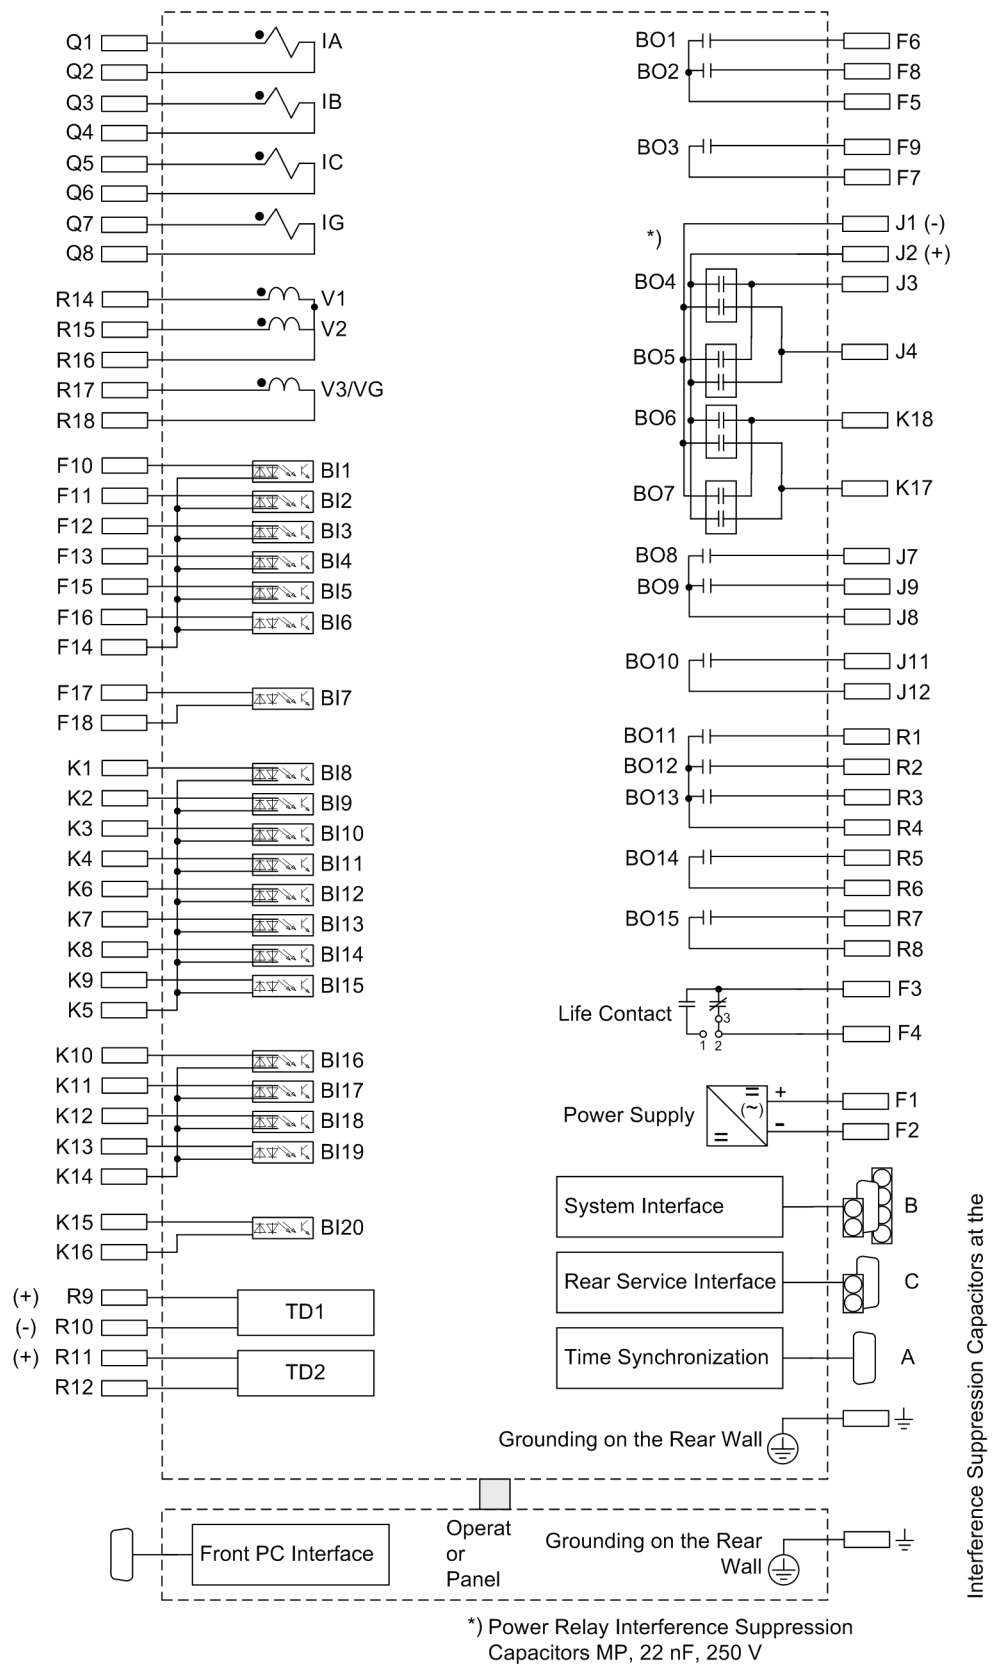 Q1 IA
Q2
Q3 IB
Q4
Q5 IC
Q6
Q7 IG
Q8
R14 V1
R15 V2
R16
R17 V3/VG
R18
F10 BI1
F11 BI2
F12 BI3
F13 BI4
F15 BI5
F16 BI6
F14
F17 BI7
F18
K1 BI8
K2 BI9
K3 BI10
K4 BI11
K6 BI12
K7 BI13
K8 BI14
K9 BI15
K5
K10 BI16
K11 BI17
K12 BI18
K13 BI19
K14
K15 BI20
K16
(+) R9
TD1
(-) R10
(+) R11
TD2
R12
BO1 F6
BO2 F8
F5
BO3 F9
F7
J1 (-)
*)
J2 (+)
BO4 J3
BO5 J4
BO6 K18
BO7 K17
BO8 J7
BO9 J9
J8
BO10 J11
J12
BO11 R1
BO12 R2
BO13 R3
R4
BO14 R5
R6
BO15 R7
R8
F3
Life Contact 3
1 2 F4
Power Supply = (~) = + F1
- F2
System Interface B
Rear Service Interface C
Time Synchronization A
Grounding on the Rear Wall
Front PC Interface
Operat
or
Panel
Grounding on the Rear
Wall
*) Power Relay Interference Suppression
Capacitors MP, 22 nF, 250 V
Interference Suppression Capacitors at the